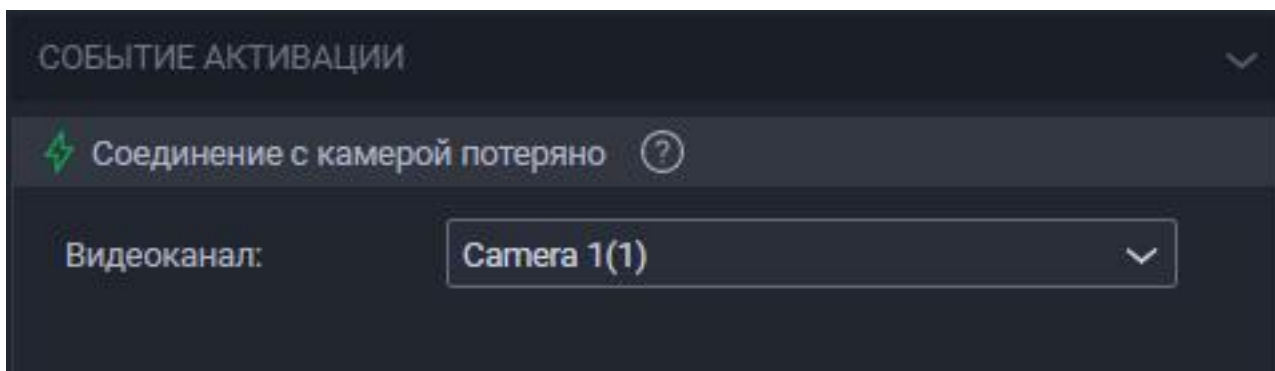 СОБЫТИЕ АКТИВАЦИИ
Соединение с камерой потеряно ?
Видеоканал: Camera 1(1)